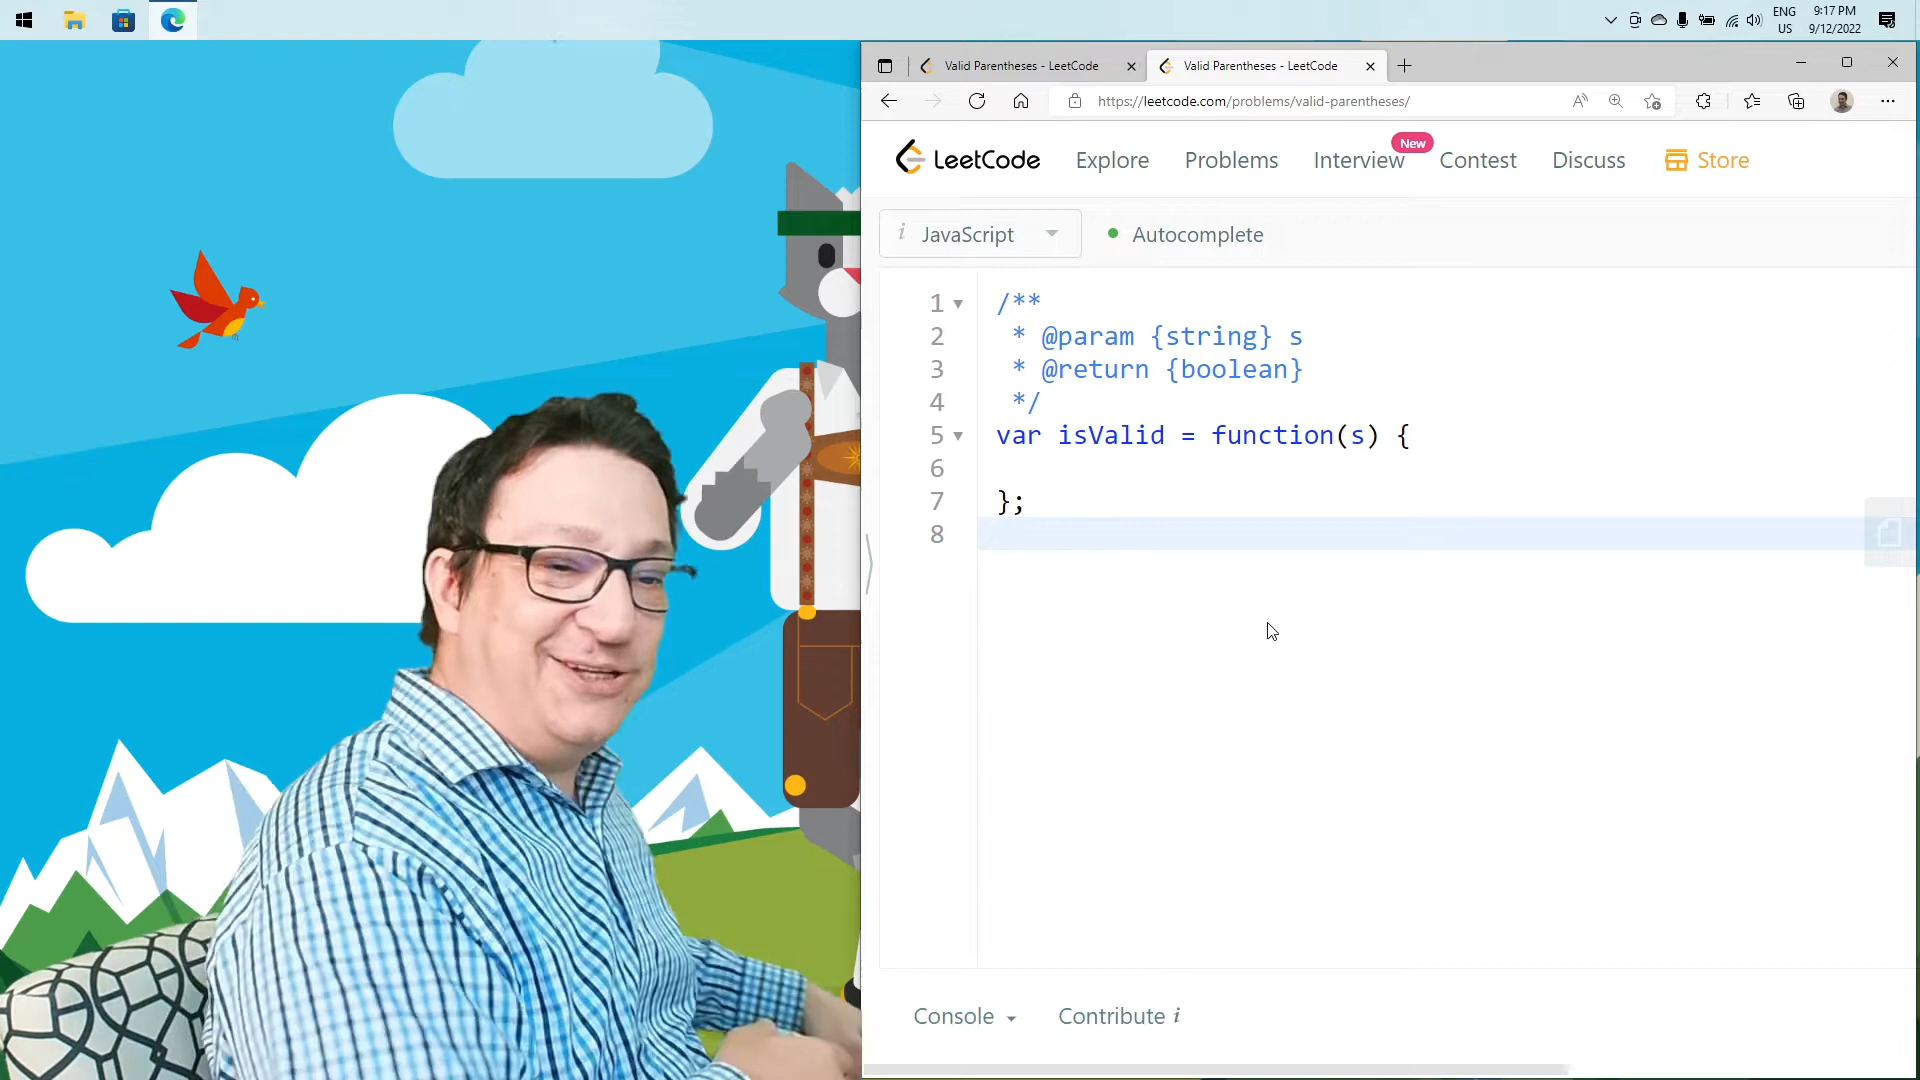 ENG
US
9:17 PM
9/12/2022
Valid Parentheses - LeetCode
Valid Parentheses - LeetCode
https://leetcode.com/problems/valid-parentheses/
LeetCode
Explore
Problems
Interview
New
Contest
Discuss
Store
i JavaScript
Autocomplete
1 /**
2  * @param {string} s
3  * @return {boolean}
4  */
5 var isValid = function(s) {
6
7 };
8
Console
Contribute i